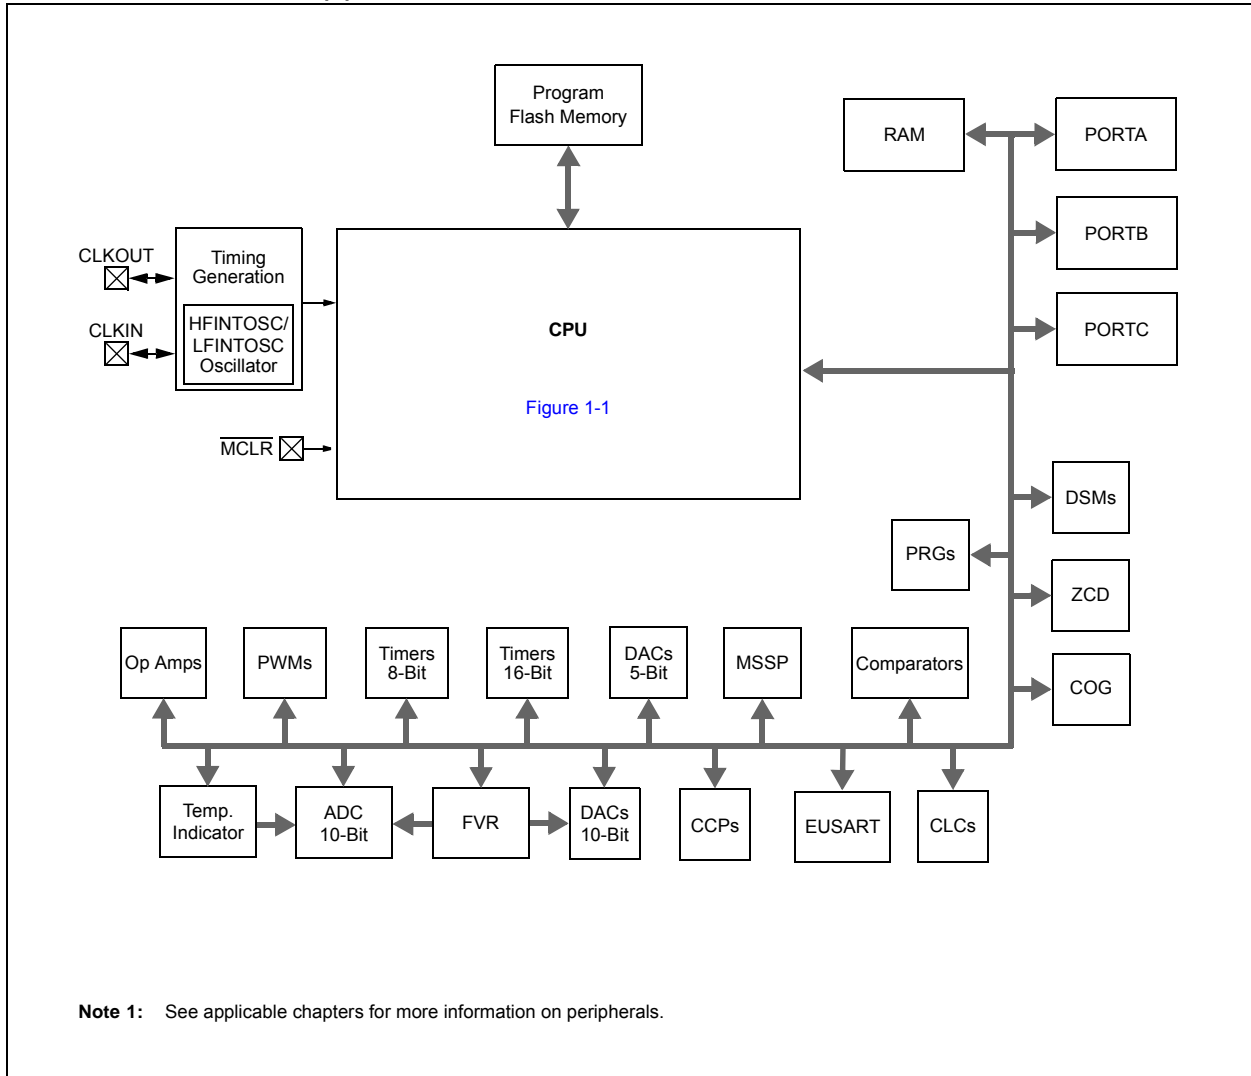 Program
Flash Memory
RAM
PORTA
PORTB
PORTC
CLKOUT
CLKIN
Timing
Generation
HFINTOSC/
LFINTOSC
Oscillator
MCLR
CPU
Figure 1-1
DSMs
PRGs
ZCD
COG
Op Amps
PWMs
Timers
8-Bit
Timers
16-Bit
DACs
5-Bit
MSSP
Comparators
Temp.
Indicator
ADC
10-Bit
FVR
DACs
10-Bit
CCPs
EUSART
CLCs
Note 1: See applicable chapters for more information on peripherals.